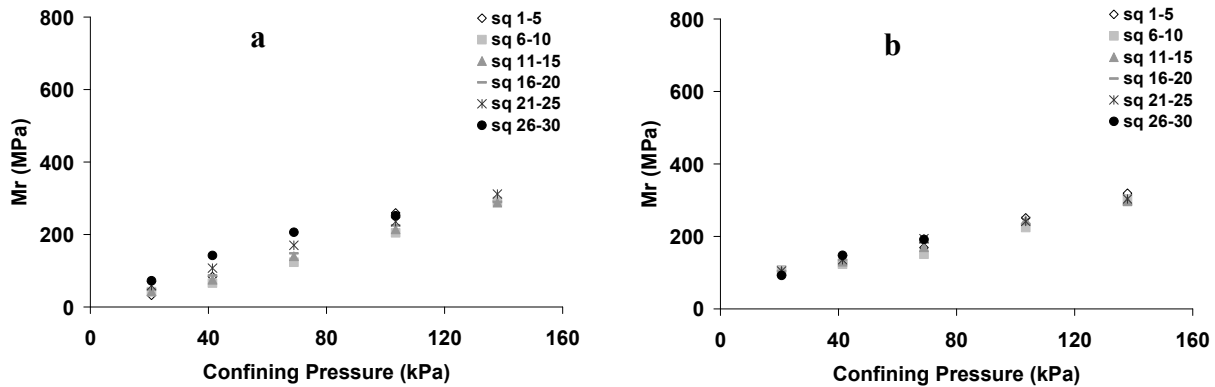 a
800
600
400
200
0
Mr (MPa)
0 40 80 120 160
Confining Pressure (kPa)
sq 1-5
sq 6-10
sq 11-15
sq 16-20
sq 21-25
sq 26-30
b
800
600
400
200
0
Mr (MPa)
0 40 80 120 160
Confining Pressure (kPa)
sq 1-5
sq 6-10
sq 11-15
sq 16-20
sq 21-25
sq 26-30